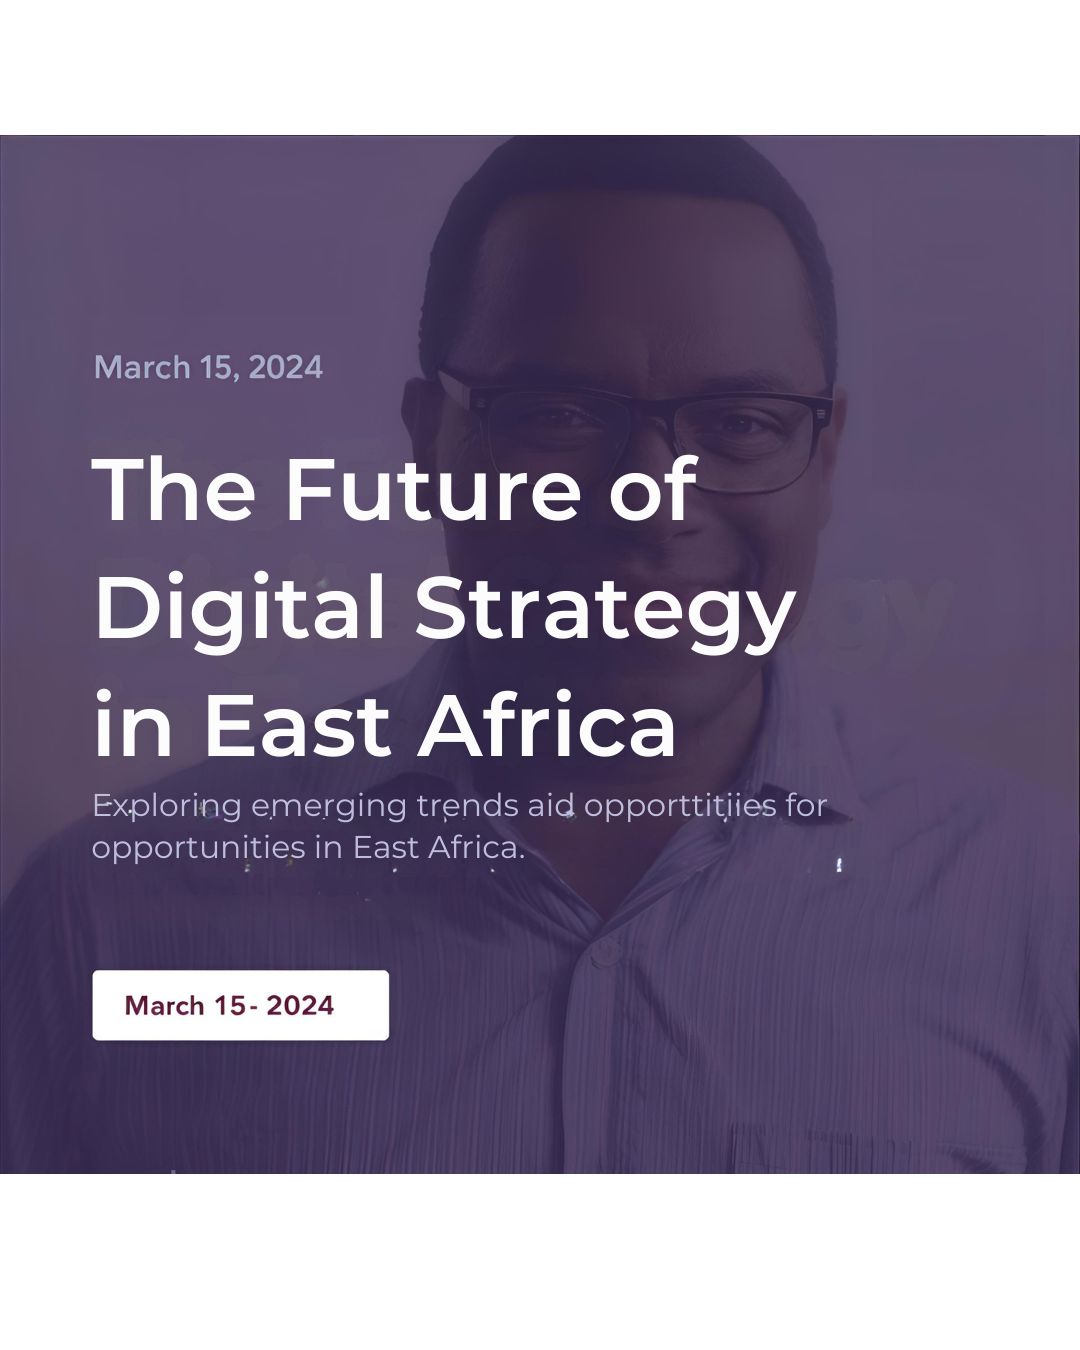 March 15, 2024
The Future of
Digital Strategy
in East Africa
Exploring emerging trends aid opporttitjies for
opportunities in East Africa.
March 15- 2024